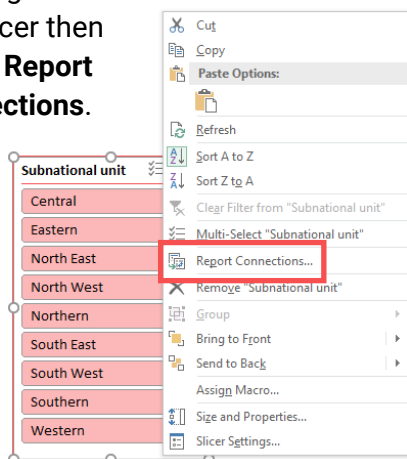 cer then
Report
ections.
Subnational unit
Central
Eastern
North East
North West
Northern
South East
South West
Southern
Western
Cut
Copy
Paste Options:
Refresh
Sort A to Z
Sort Z to A
Clear Filter from "Subnational unit"
Multi-Select "Subnational unit"
Report Connections...
Remove "Subnational unit"
Group
Bring to Front
Send to Back
Assign Macro...
Size and Properties...
Slicer Settings...